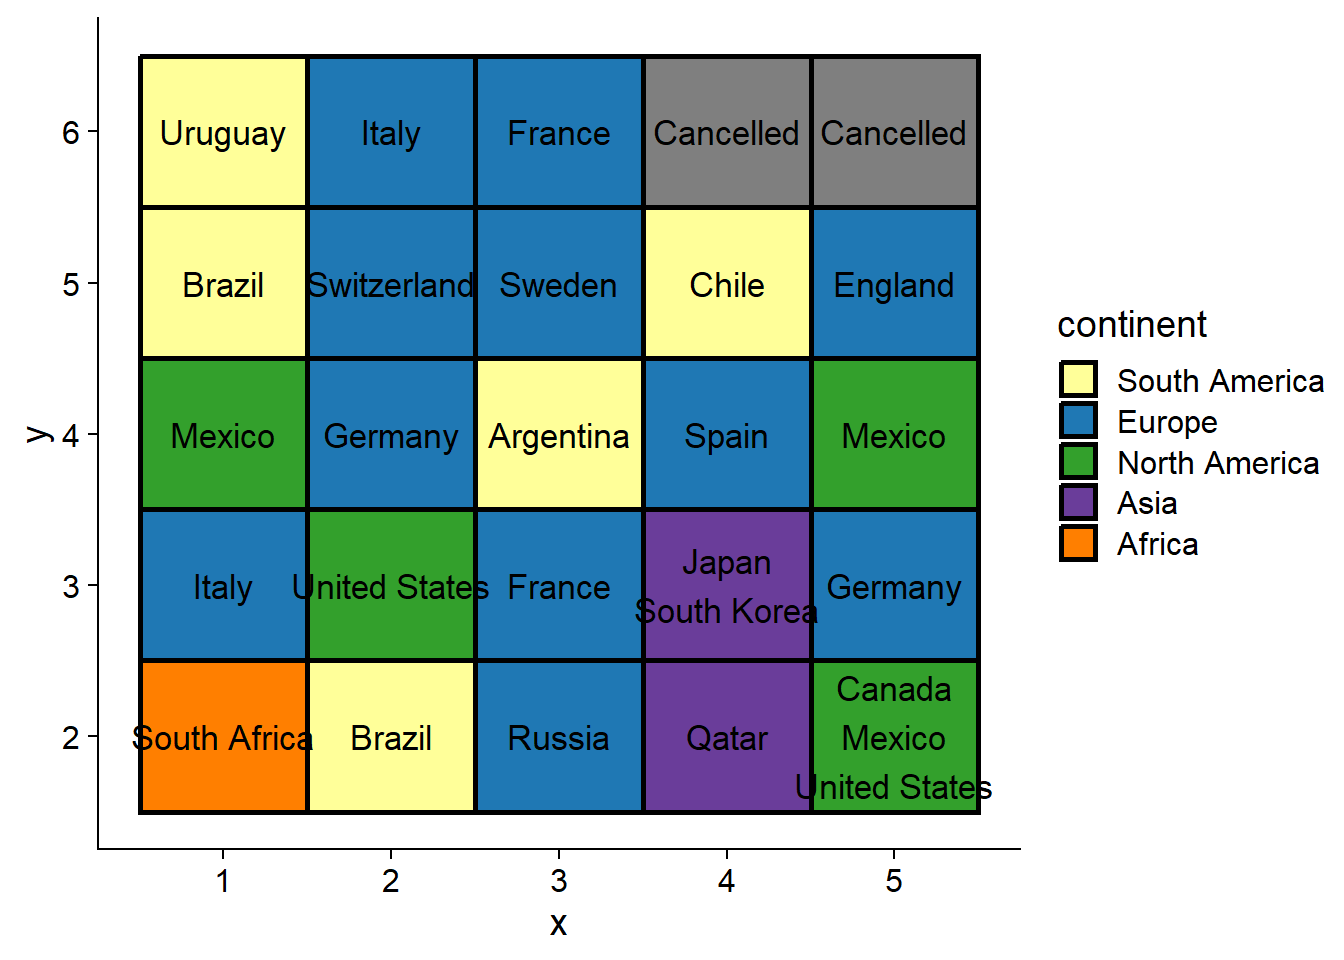 6
Uruguay
Italy
France
Cancelled
Cancelled
5
Brazil
Switzerland
Sweden
Chile
England
y
4
Mexico
Germany
Argentina
Spain
Mexico
3
Italy
United States
France
Japan
South Korea
Germany
2
South Africa
Brazil
Russia
Qatar
Canada
Mexico
United States
1
2
3
4
5
x
continent
South America
Europe
North America
Asia
Africa